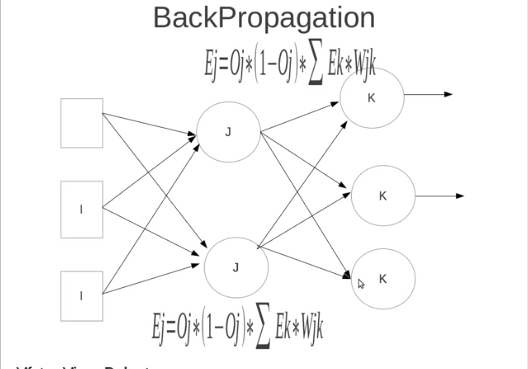 BackPropagation
Ej=Oj*(1-Oj)*∑ Ek*Wjk
K
J
I
K
J
K
I
Ej=Oj*(1-Oj)*∑ Ek*Wjk